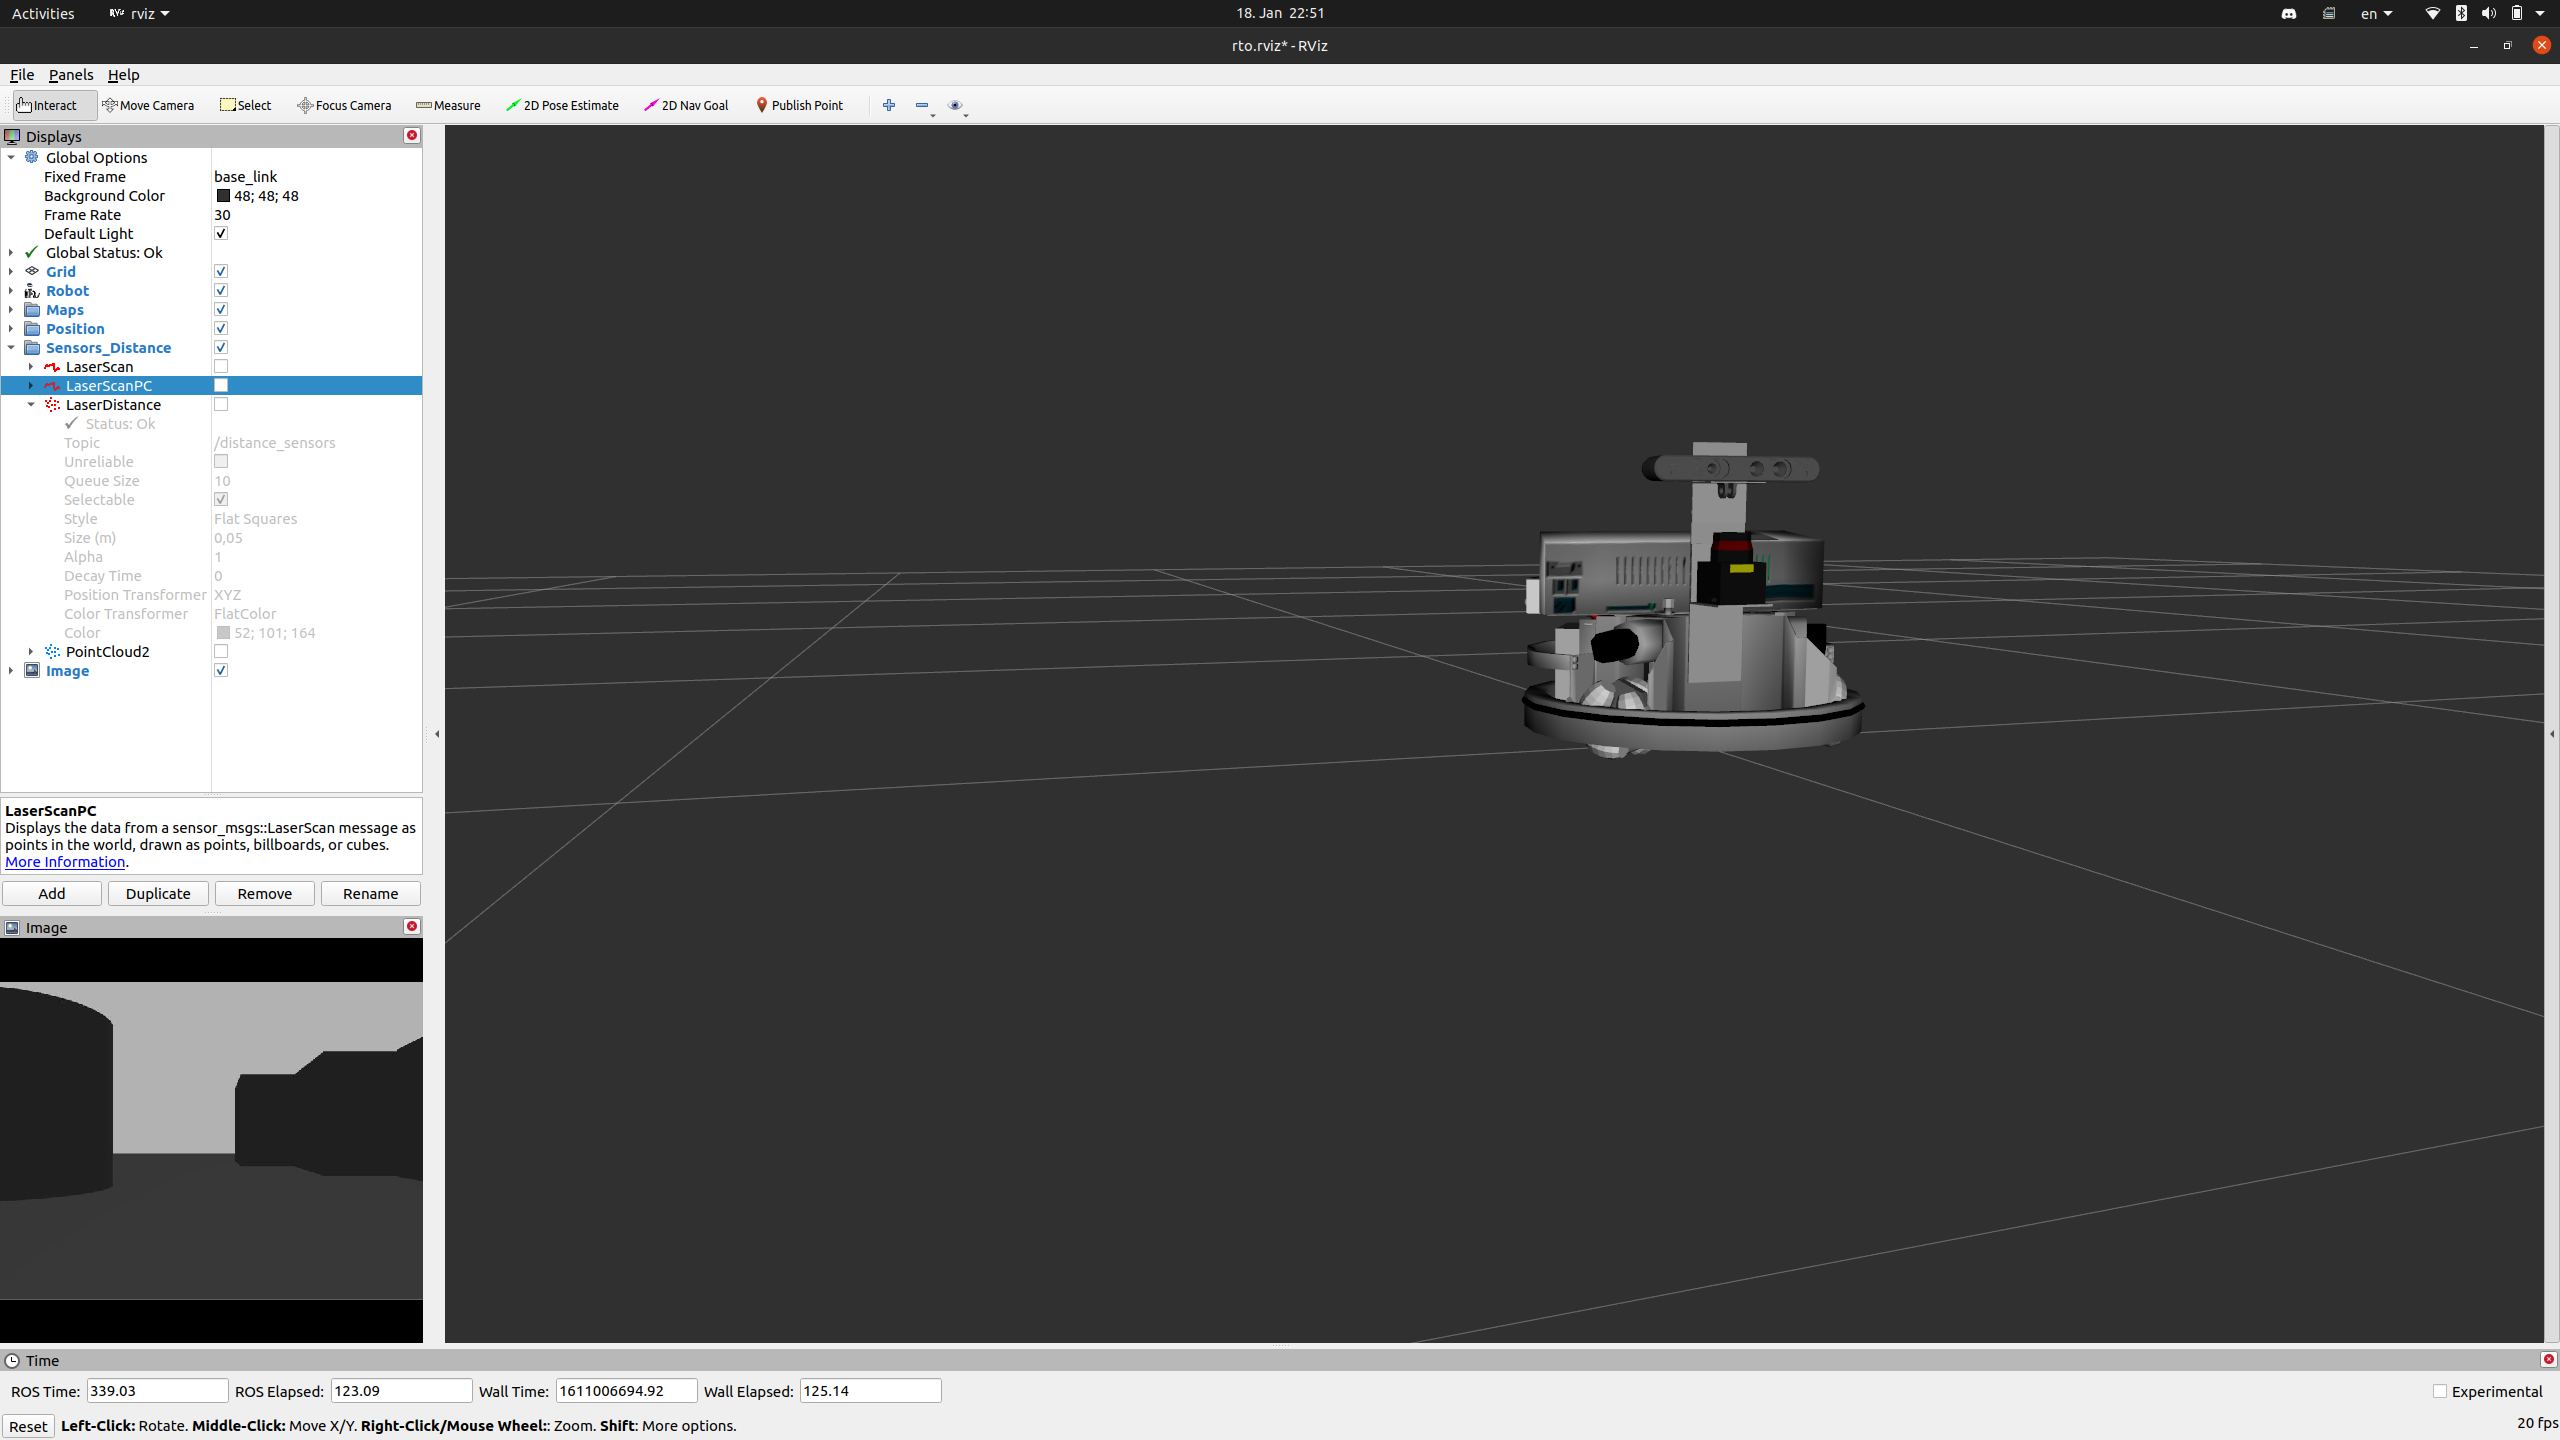 Activities rviz 18. Jan 22:51 en
rto.rviz* - RViz
File Panels Help
Interact Move Camera Select Focus Camera Measure 2D Pose Estimate 2D Nav Goal Publish Point
Displays
Global Options
Fixed Frame base_link
Background Color 48; 48; 48
Frame Rate 30
Default Light
Global Status: Ok
Grid
Robot
Maps
Position
Sensors_Distance
LaserScan
LaserScanPC
LaserDistance
Status: Ok
Topic /distance_sensors
Unreliable
Queue Size 10
Selectable
Style Flat Squares
Size (m) 0,05
Alpha 1
Decay Time 0
Position Transformer XYZ
Color Transformer FlatColor
Color 52; 101; 164
PointCloud2
Image
LaserScanPC
Displays the data from a sensor_msgs::LaserScan message as
points in the world, drawn as points, billboards, or cubes.
More Information.
Add Duplicate Remove Rename
Image
Time
ROS Time: 339.03 ROS Elapsed: 123.09 Wall Time: 1611006694.92 Wall Elapsed: 125.14 Experimental
Reset Left-Click: Rotate. Middle-Click: Move X/Y. Right-Click/Mouse Wheel:: Zoom. Shift: More options. 20 fps